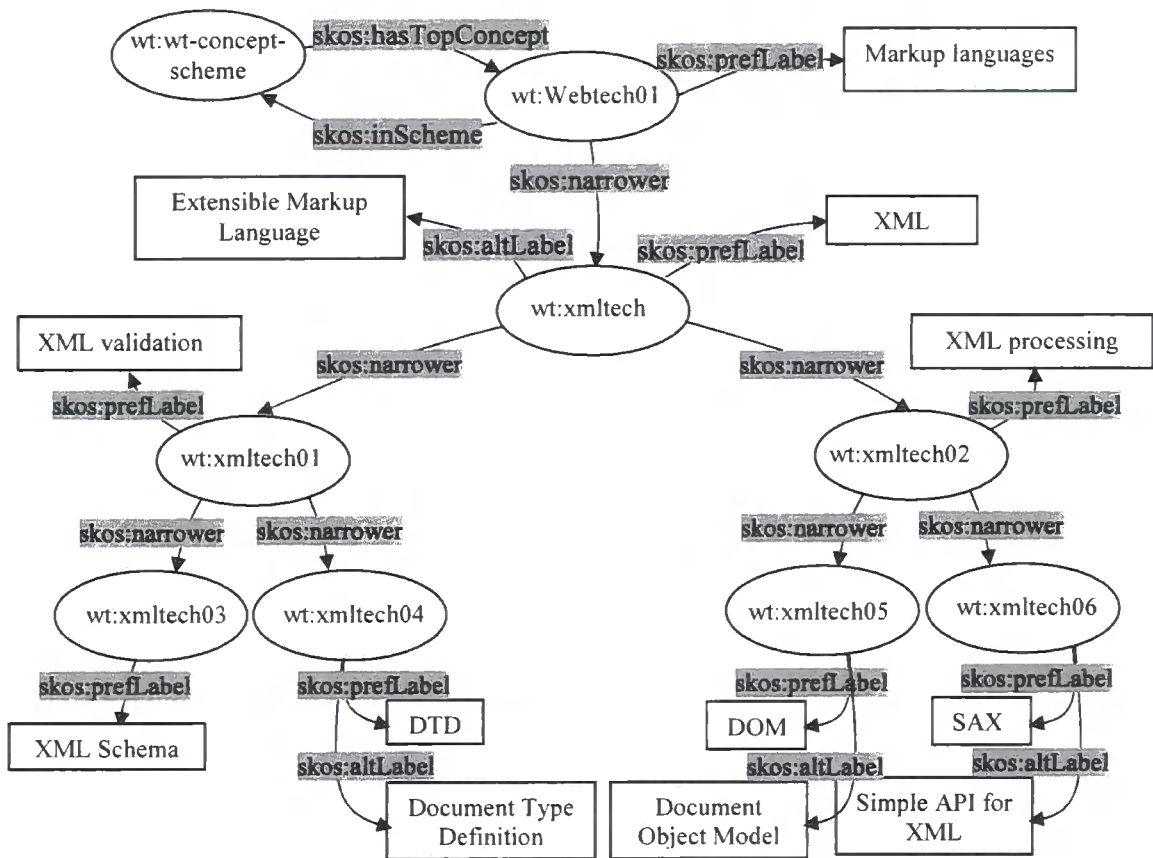 wt:wt-concept-
scheme
skos:hasTopConcept
skos:prefLabel
Markup languages
wt:Webtech01
skos:inScheme
skos:narrower
Extensible Markup
Language
skos:altLabel
skos:prefLabel
XML
wt:xmltech
XML validation
skos:prefLabel
skos:narrower
skos:narrower
XML processing
skos:prefLabel
wt:xmltech01
wt:xmltech02
skos:narrower
skos:narrower
skos:narrower
skos:narrower
wt:xmltech03
wt:xmltech04
wt:xmltech05
wt:xmltech06
skos:prefLabel
skos:prefLabel
skos:prefLabel
skos:prefLabel
XML Schema
DTD
DOM
SAX
skos:altLabel
skos:altLabel
skos:altLabel
Document Type
Definition
Document
Object Model
Simple API for
XML